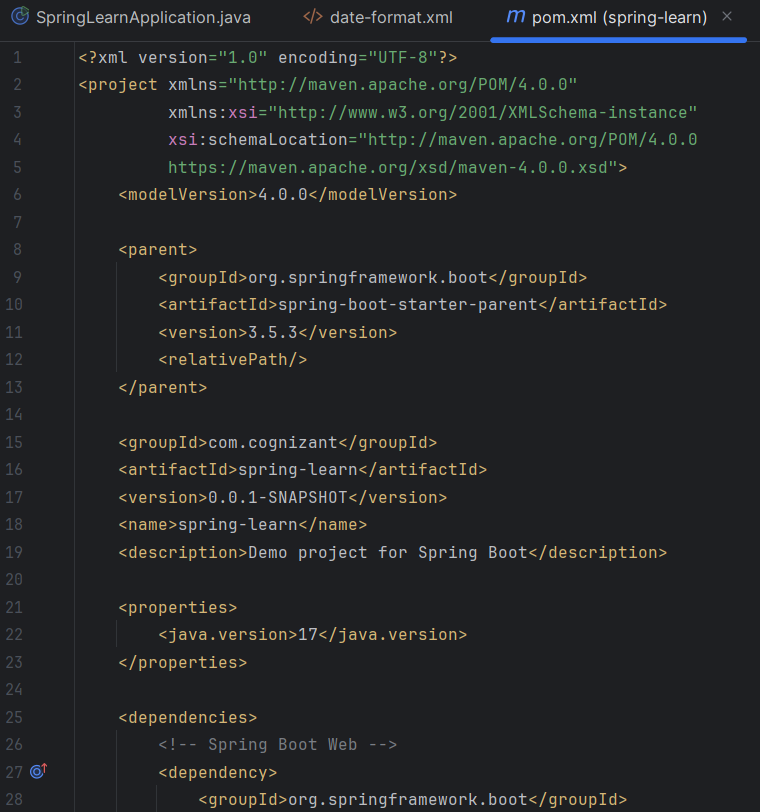 SpringLearnApplication.java </> date-format.xml m pom.xml (spring-learn) ×
1 <?xml version="1.0" encoding="UTF-8"?>
2 <project xmlns="http://maven.apache.org/POM/4.0.0"
3 xmlns:xsi="http://www.w3.org/2001/XMLSchema-instance"
4 xsi:schemaLocation="http://maven.apache.org/POM/4.0.0
5 https://maven.apache.org/xsd/maven-4.0.0.xsd">
6 <modelVersion>4.0.0</modelVersion>
7
8 <parent>
9 <groupId>org.springframework.boot</groupId>
10 <artifactId>spring-boot-starter-parent</artifactId>
11 <version>3.5.3</version>
12 <relativePath/>
13 </parent>
14
15 <groupId>com.cognizant</groupId>
16 <artifactId>spring-learn</artifactId>
17 <version>0.0.1-SNAPSHOT</version>
18 <name>spring-learn</name>
19 <description>Demo project for Spring Boot</description>
20
21 <properties>
22 <java.version>17</java.version>
23 </properties>
24
25 <dependencies>
26 <!-- Spring Boot Web -->
27 <dependency>
28 <groupId>org.springframework.boot</groupId>